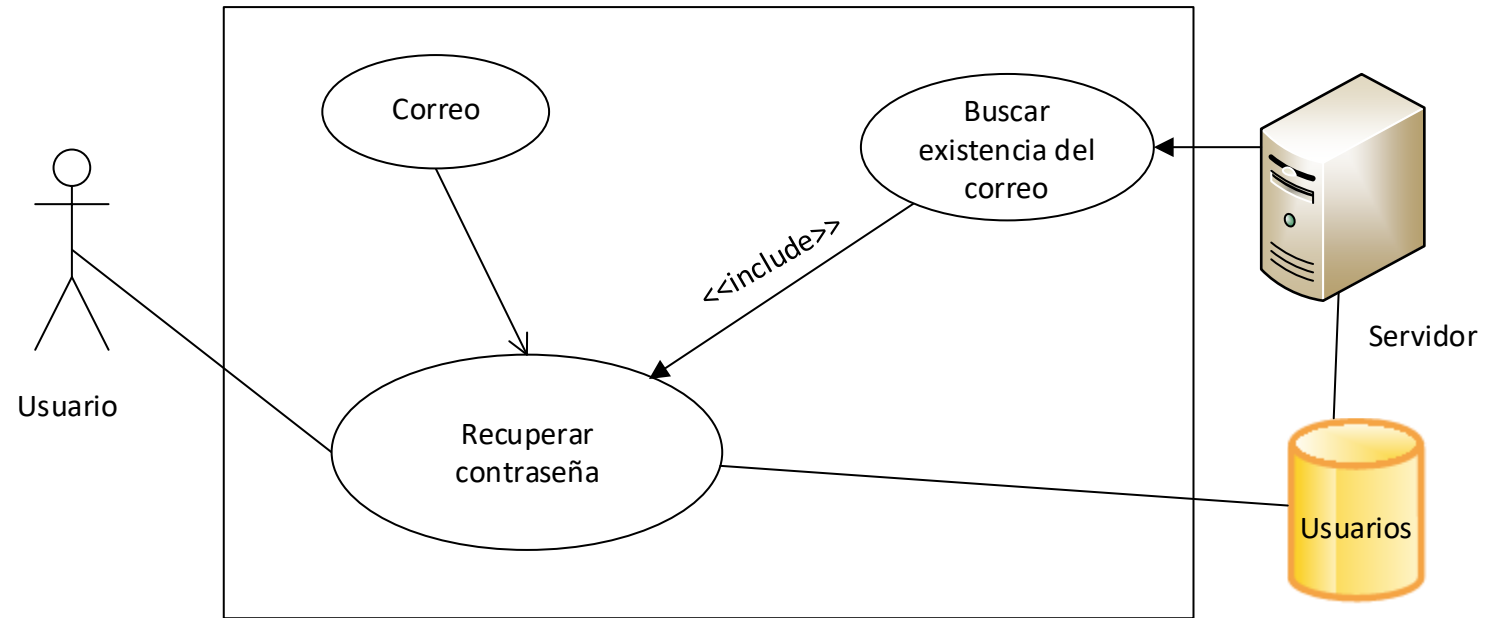 Correo
Buscar
existencia del
correo
<<include>>
Servidor
Usuario
Recuperar
contraseña
Usuarios